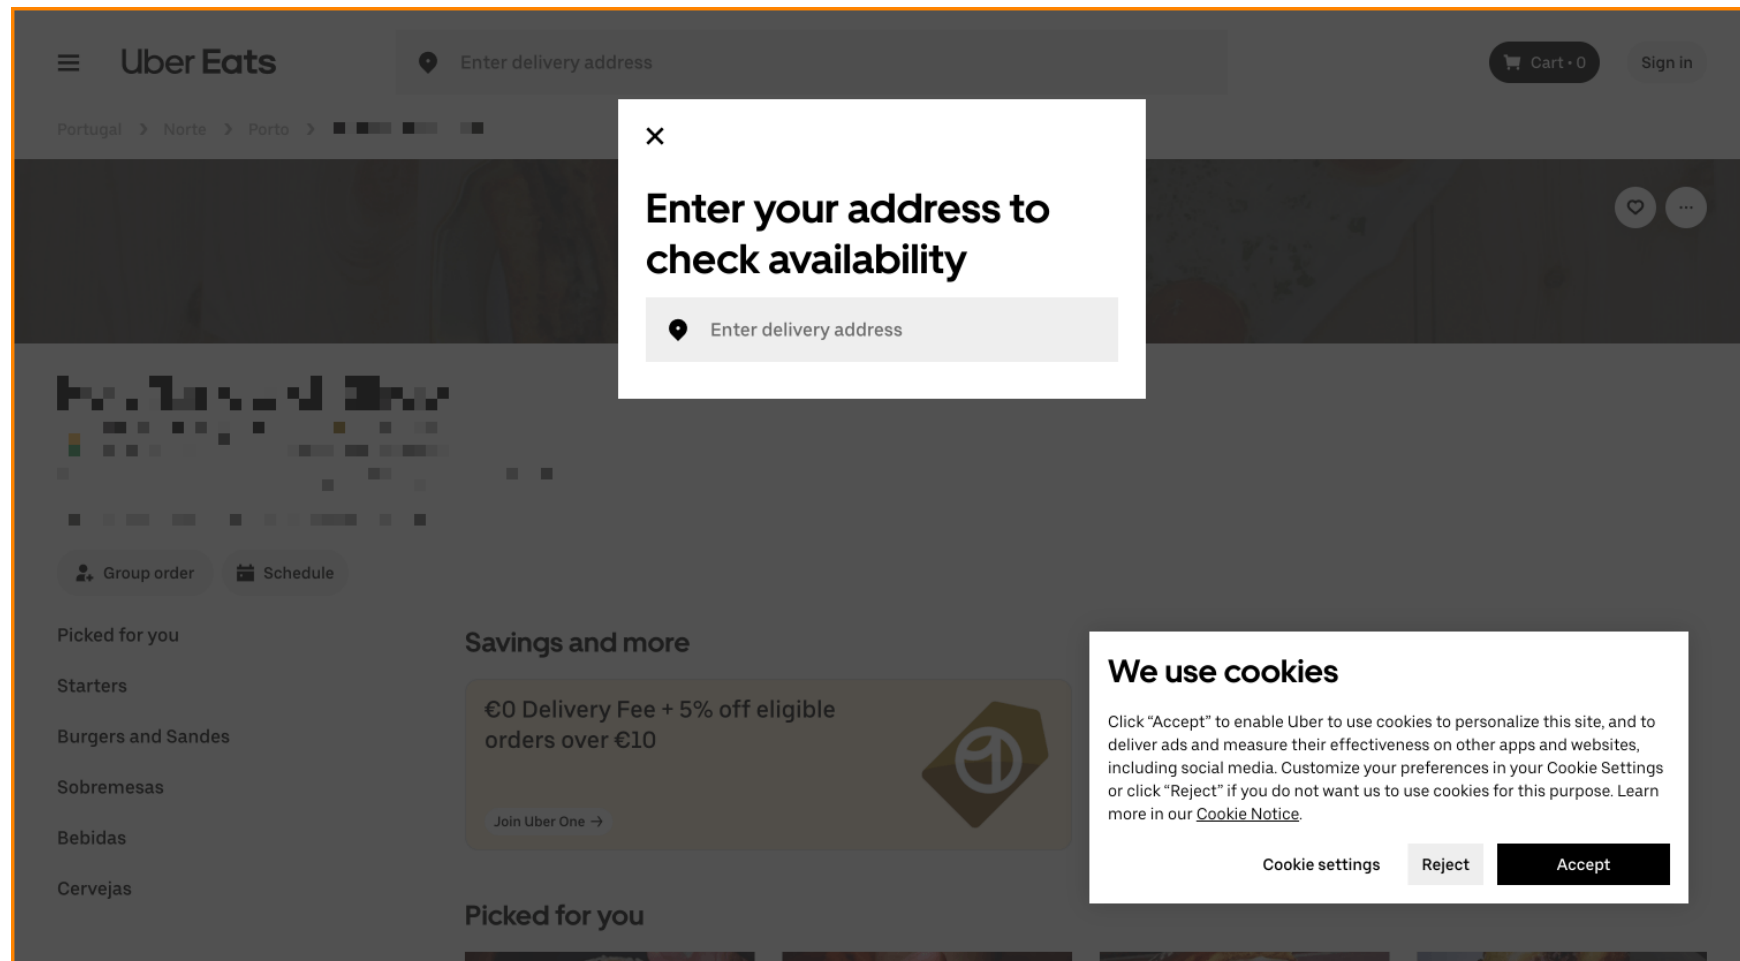 Uber Eats
Enter delivery address
Cart • 0
Sign in
Portugal
Norte
Porto
Enter your address to
check availability
Enter delivery address
Group order
Schedule
Picked for you
Starters
Burgers and Sandes
Sobremesas
Bebidas
Cervejas
Savings and more
€0 Delivery Fee + 5% off eligible
orders over €10
Join Uber One →
Picked for you
We use cookies
Click “Accept” to enable Uber to use cookies to personalize this site, and to
deliver ads and measure their effectiveness on other apps and websites,
including social media. Customize your preferences in your Cookie Settings
or click “Reject” if you do not want us to use cookies for this purpose. Learn
more in our Cookie Notice.
Cookie settings
Reject
Accept